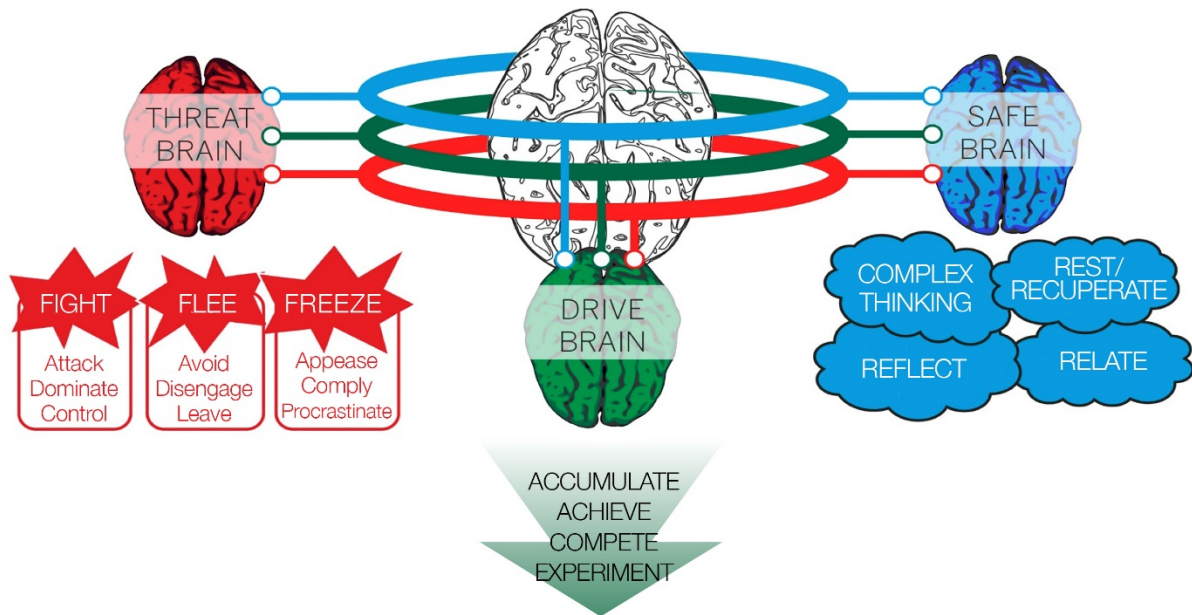 THREAT
BRAIN
SAFE
BRAIN
DRIVE
BRAIN
FIGHT
Attack
Dominate
Control
FLEE
Avoid
Disengage
Leave
FREEZE
Appease
Comply
Procrastinate
COMPLEX
THINKING
REST/
RECUPERATE
REFLECT
RELATE
ACCUMULATE
ACHIEVE
COMPETE
EXPERIMENT